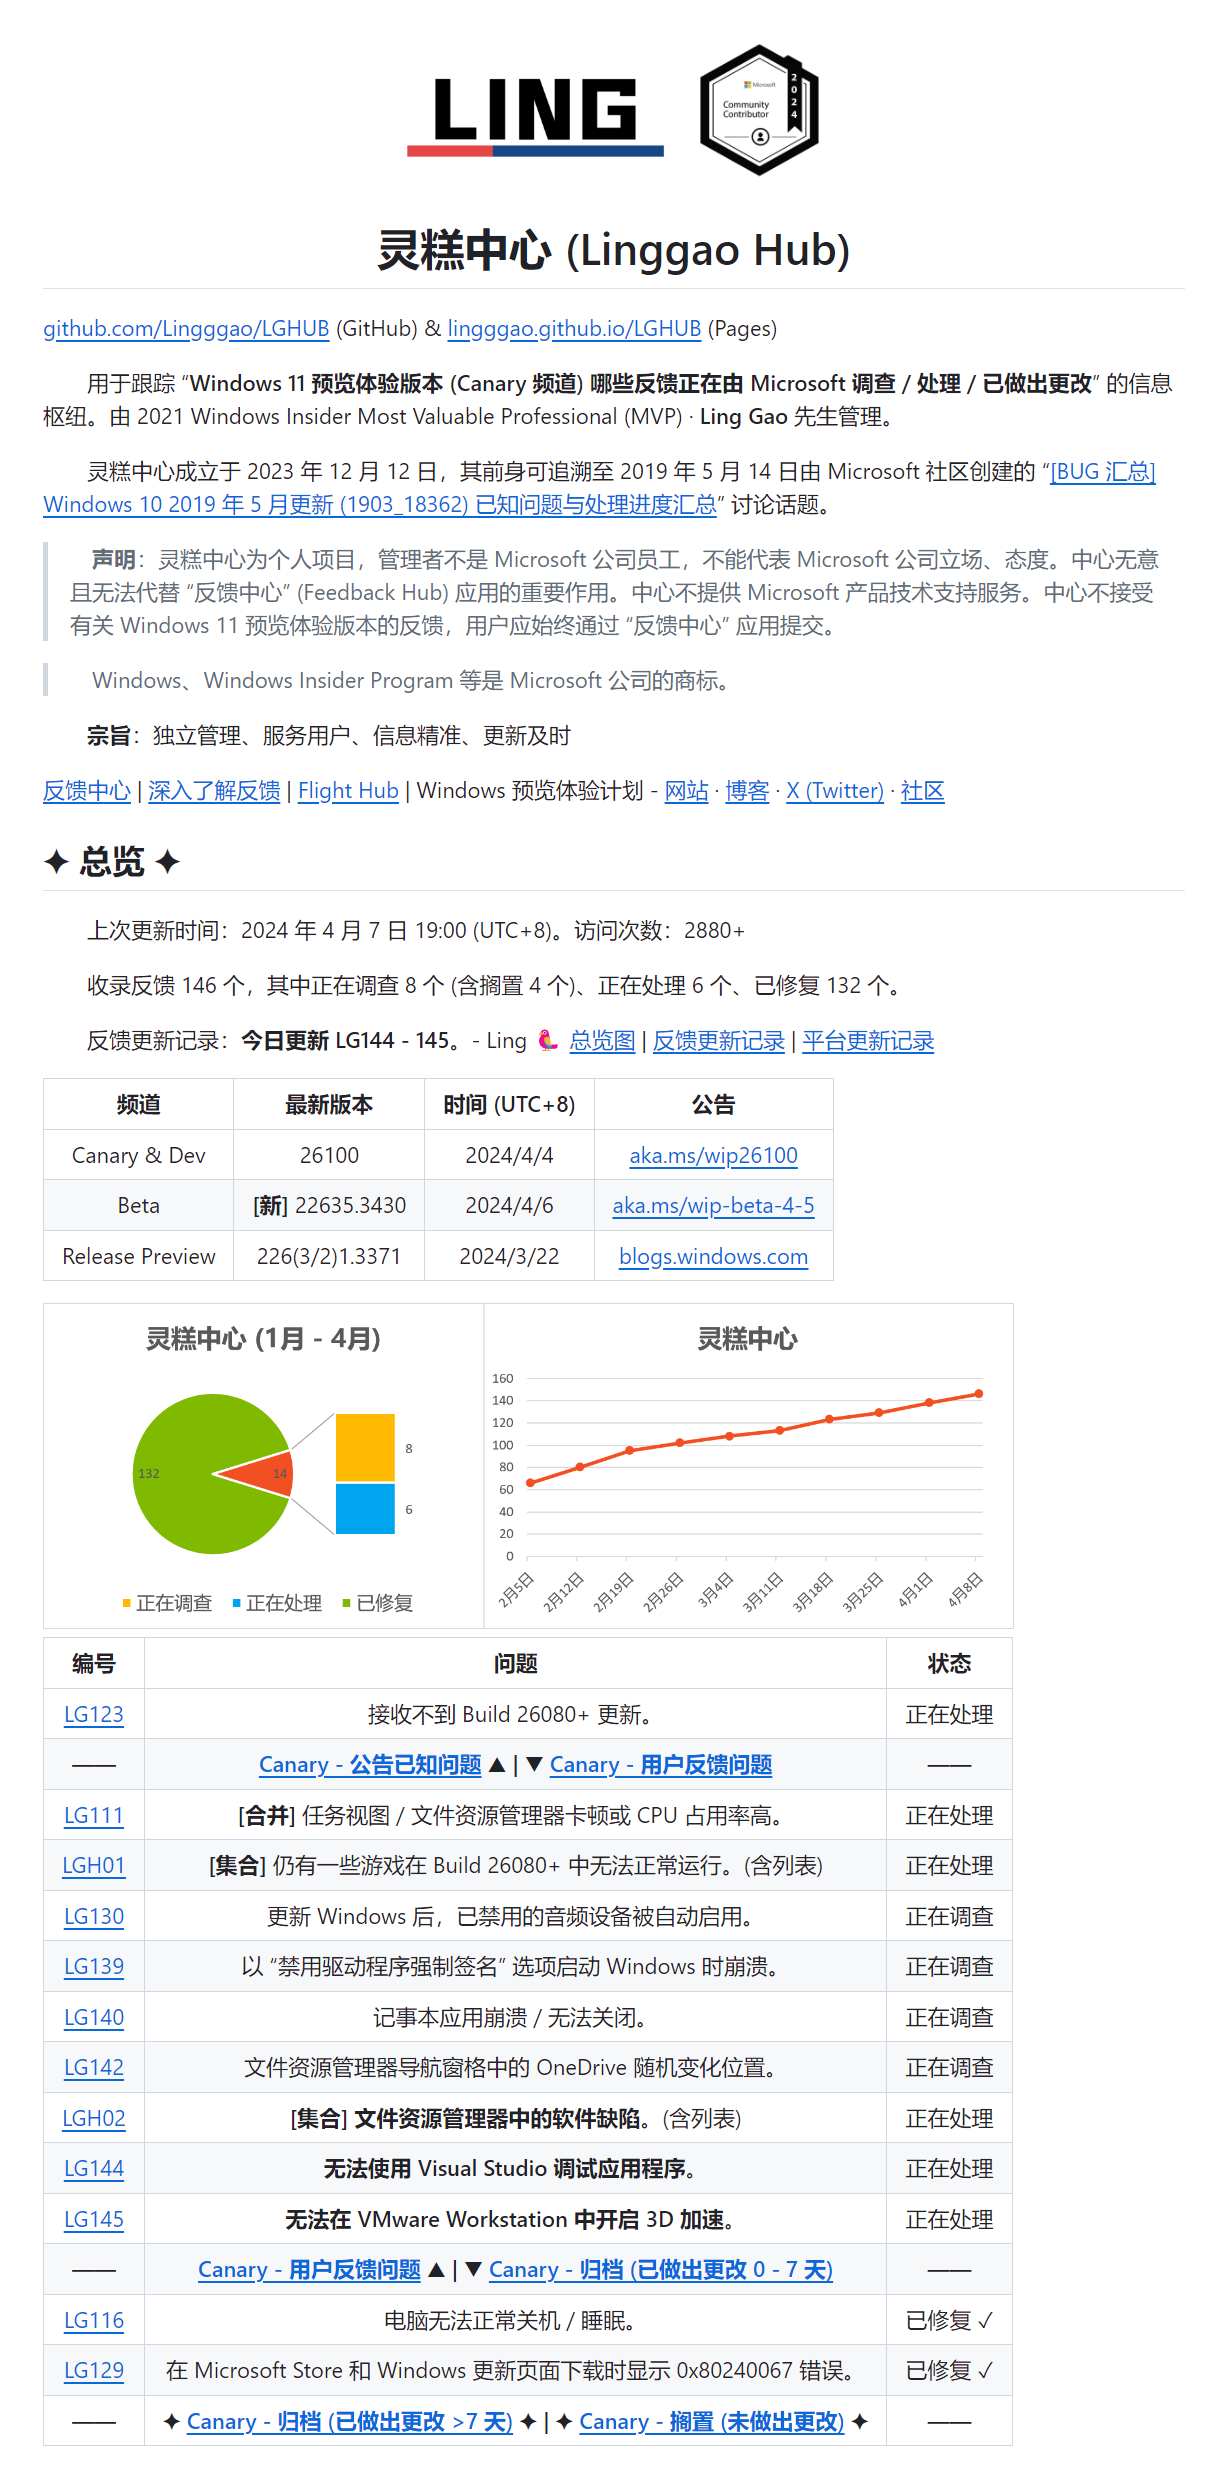 LING
Microsoft
Community
Contributor
2024
灵糕中心 (Linggao Hub)
github.com/Lingggao/LGHUB (GitHub) & lingggao.github.io/LGHUB (Pages)
用于跟踪 “Windows 11 预览体验版本 (Canary 频道) 哪些反馈正在由 Microsoft 调查 / 处理 / 已做出更改” 的信息
枢纽。由 2021 Windows Insider Most Valuable Professional (MVP) · Ling Gao 先生管理。
灵糕中心成立于 2023 年 12 月 12 日，其前身可追溯至 2019 年 5 月 14 日由 Microsoft 社区创建的 “[BUG 汇总]
Windows 10 2019 年 5 月更新 (1903_18362) 已知问题与处理进度汇总” 讨论话题。
声明：灵糕中心为个人项目，管理者不是 Microsoft 公司员工，不能代表 Microsoft 公司立场、态度。中心无意
且无法代替 “反馈中心” (Feedback Hub) 应用的重要作用。中心不提供 Microsoft 产品技术支持服务。中心不接受
有关 Windows 11 预览体验版本的反馈，用户应始终通过 “反馈中心” 应用提交。
Windows、Windows Insider Program 等是 Microsoft 公司的商标。
宗旨：独立管理、服务用户、信息精准、更新及时
反馈中心 | 深入了解反馈 | Flight Hub | Windows 预览体验计划 - 网站 · 博客 · X (Twitter) · 社区
✦ 总览 ✦
上次更新时间：2024 年 4 月 7 日 19:00 (UTC+8)。访问次数：2880+
收录反馈 146 个，其中正在调查 8 个 (含搁置 4 个)、正在处理 6 个、已修复 132 个。
反馈更新记录：今日更新 LG144 - 145。- Ling 🦜 总览图 | 反馈更新记录 | 平台更新记录
频道 最新版本 时间 (UTC+8) 公告
Canary & Dev 26100 2024/4/4 aka.ms/wip26100
Beta [新] 22635.3430 2024/4/6 aka.ms/wip-beta-4-5
Release Preview 226(3/2)1.3371 2024/3/22 blogs.windows.com
灵糕中心 (1月 - 4月)
132
14
8
6
正在调查 正在处理 已修复
灵糕中心
160
140
120
100
80
60
40
20
0
2月5日 2月12日 2月19日 2月26日 3月4日 3月11日 3月18日 3月25日 4月1日 4月8日
编号 问题 状态
LG123 接收不到 Build 26080+ 更新。 正在处理
—— Canary - 公告已知问题 ▲ | ▼ Canary - 用户反馈问题 ——
LG111 [合并] 任务视图 / 文件资源管理器卡顿或 CPU 占用率高。 正在处理
LGH01 [集合] 仍有一些游戏在 Build 26080+ 中无法正常运行。(含列表) 正在处理
LG130 更新 Windows 后，已禁用的音频设备被自动启用。 正在调查
LG139 以 “禁用驱动程序强制签名” 选项启动 Windows 时崩溃。 正在调查
LG140 记事本应用崩溃 / 无法关闭。 正在调查
LG142 文件资源管理器导航窗格中的 OneDrive 随机变化位置。 正在调查
LGH02 [集合] 文件资源管理器中的软件缺陷。(含列表) 正在处理
LG144 无法使用 Visual Studio 调试应用程序。 正在处理
LG145 无法在 VMware Workstation 中开启 3D 加速。 正在处理
—— Canary - 用户反馈问题 ▲ | ▼ Canary - 归档 (已做出更改 0 - 7 天) ——
LG116 电脑无法正常关机 / 睡眠。 已修复 ✓
LG129 在 Microsoft Store 和 Windows 更新页面下载时显示 0x80240067 错误。 已修复 ✓
—— ✦ Canary - 归档 (已做出更改 >7 天) ✦ | ✦ Canary - 搁置 (未做出更改) ✦ ——